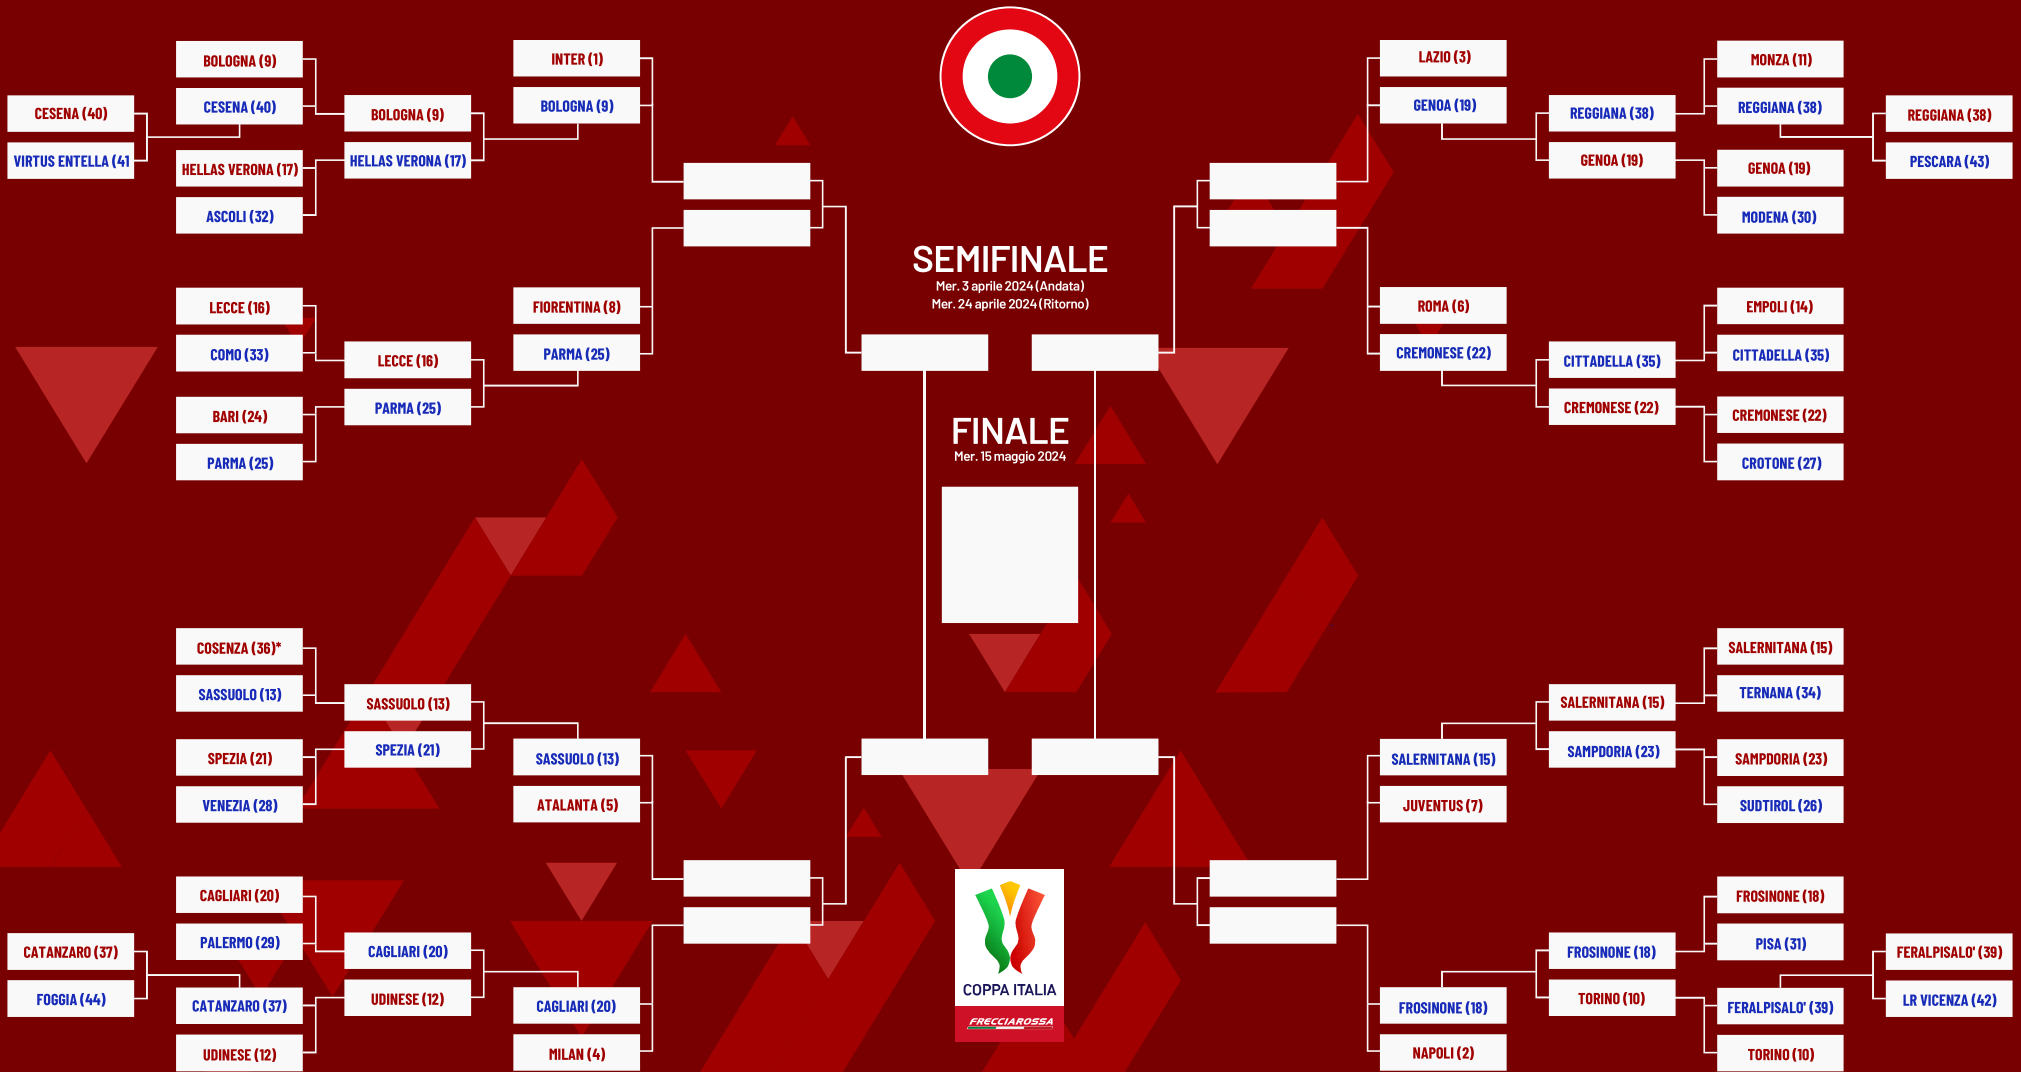 CESENA (40)
VIRTUS ENTELLA (41
BOLOGNA (9)
CESENA (40)
HELLAS VERONA (17)
ASCOLI (32)
BOLOGNA (9)
HELLAS VERONA (17)
INTER (1)
BOLOGNA (9)
LECCE (16)
COMO (33)
BARI (24)
PARMA (25)
LECCE (16)
PARMA (25)
FIORENTINA (8)
PARMA (25)
COSENZA (36)*
SASSUOLO (13)
SPEZIA (21)
VENEZIA (28)
SASSUOLO (13)
SPEZIA (21)
SASSUOLO (13)
ATALANTA (5)
CATANZARO (37)
FOGGIA (44)
CAGLIARI (20)
PALERMO (29)
CATANZARO (37)
UDINESE (12)
CAGLIARI (20)
UDINESE (12)
CAGLIARI (20)
MILAN (4)
SEMIFINALE
Mer. 3 aprile 2024 (Andata)
Mer. 24 aprile 2024 (Ritorno)
FINALE
Mer. 15 maggio 2024
COPPA ITALIA
FRECCIAROSSA
LAZIO (3)
GENOA (19)
REGGIANA (38)
GENOA (19)
MONZA (11)
REGGIANA (38)
GENOA (19)
MODENA (30)
REGGIANA (38)
PESCARA (43)
ROMA (6)
CREMONESE (22)
CITTADELLA (35)
CREMONESE (22)
EMPOLI (14)
CITTADELLA (35)
CREMONESE (22)
CROTONE (27)
SALERNITANA (15)
JUVENTUS (7)
SALERNITANA (15)
SAMPDORIA (23)
SALERNITANA (15)
TERNANA (34)
SAMPDORIA (23)
SUDTIROL (26)
FROSINONE (18)
NAPOLI (2)
FROSINONE (18)
TORINO (10)
FROSINONE (18)
PISA (31)
FERALPISALO' (39)
TORINO (10)
FERALPISALO' (39)
LR VICENZA (42)